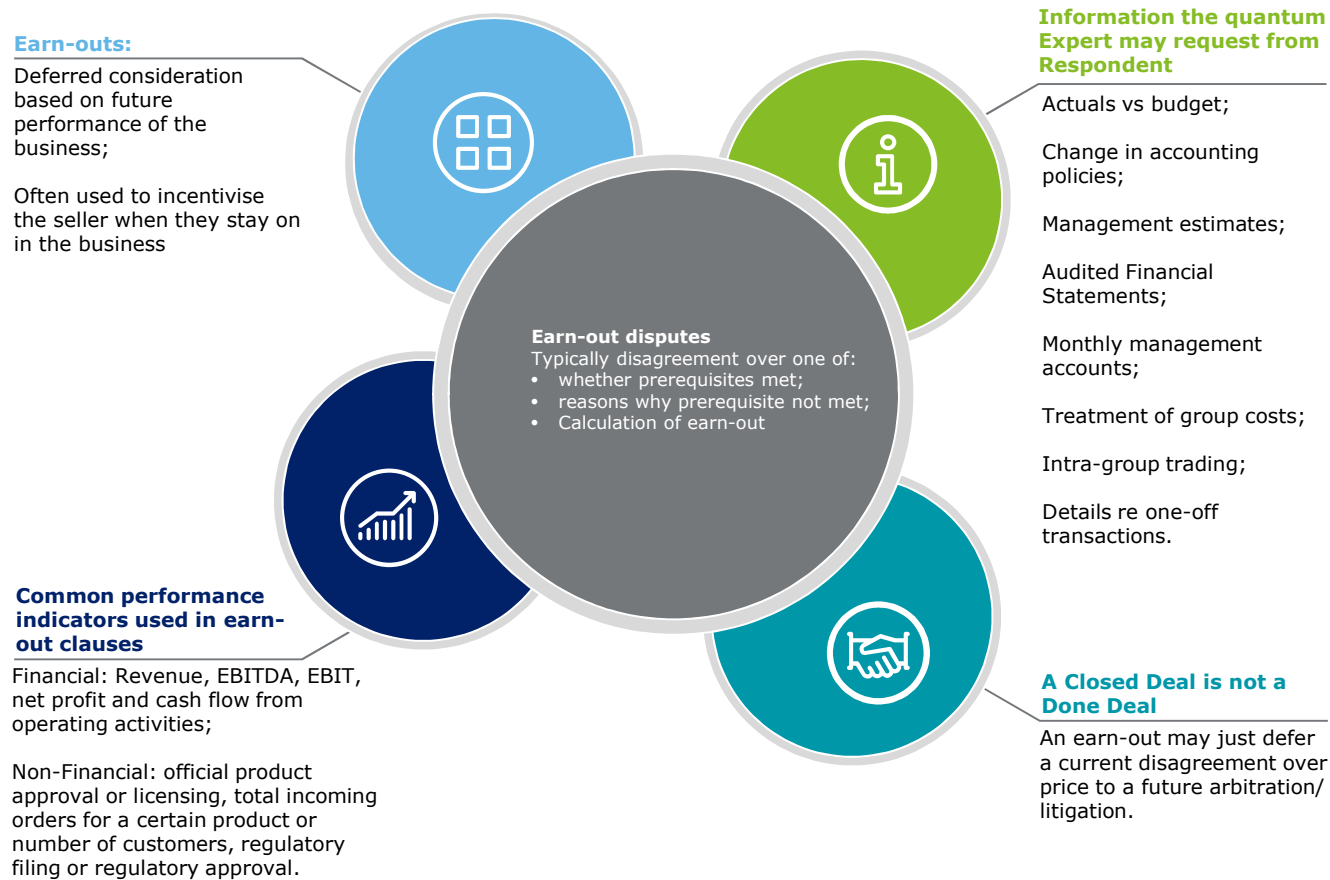 Earn-outs:
Deferred consideration
based on future
performance of the
business;
Often used to incentivise
the seller when they stay on
in the business
Information the quantum
Expert may request from
Respondent
Actuals vs budget;
Change in accounting
policies;
Management estimates;
Audited Financial
Statements;
Monthly management
accounts;
Treatment of group costs;
Intra-group trading;
Details re one-off
transactions.
Earn-out disputes
Typically disagreement over one of:
• whether prerequisites met;
• reasons why prerequisite not met;
• Calculation of earn-out
Common performance
indicators used in earn-
out clauses
Financial: Revenue, EBITDA, EBIT,
net profit and cash flow from
operating activities;
Non-Financial: official product
approval or licensing, total incoming
orders for a certain product or
number of customers, regulatory
filing or regulatory approval.
A Closed Deal is not a
Done Deal
An earn-out may just defer
a current disagreement over
price to a future arbitration/
litigation.